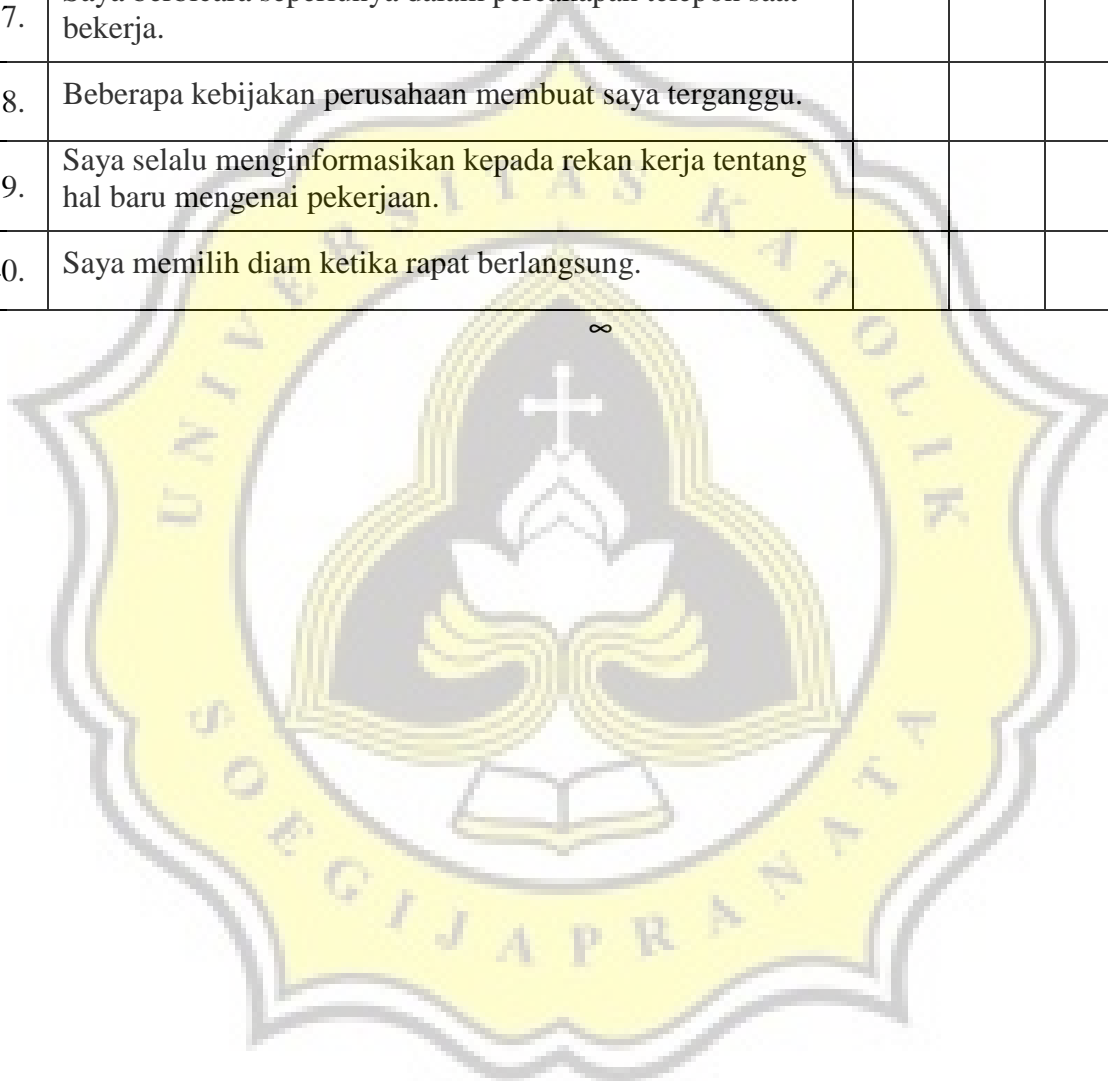 7.
bekerja.
8.
Beberapa kebijakan perusahaan membuat saya terganggu.
9.
Saya selalu menginformasikan kepada rekan kerja tentang
hal baru mengenai pekerjaan.
0.
Saya memilih diam ketika rapat berlangsung.
∞
UNIVERSITAS KATOLIK
SOEGIJAPRANATA